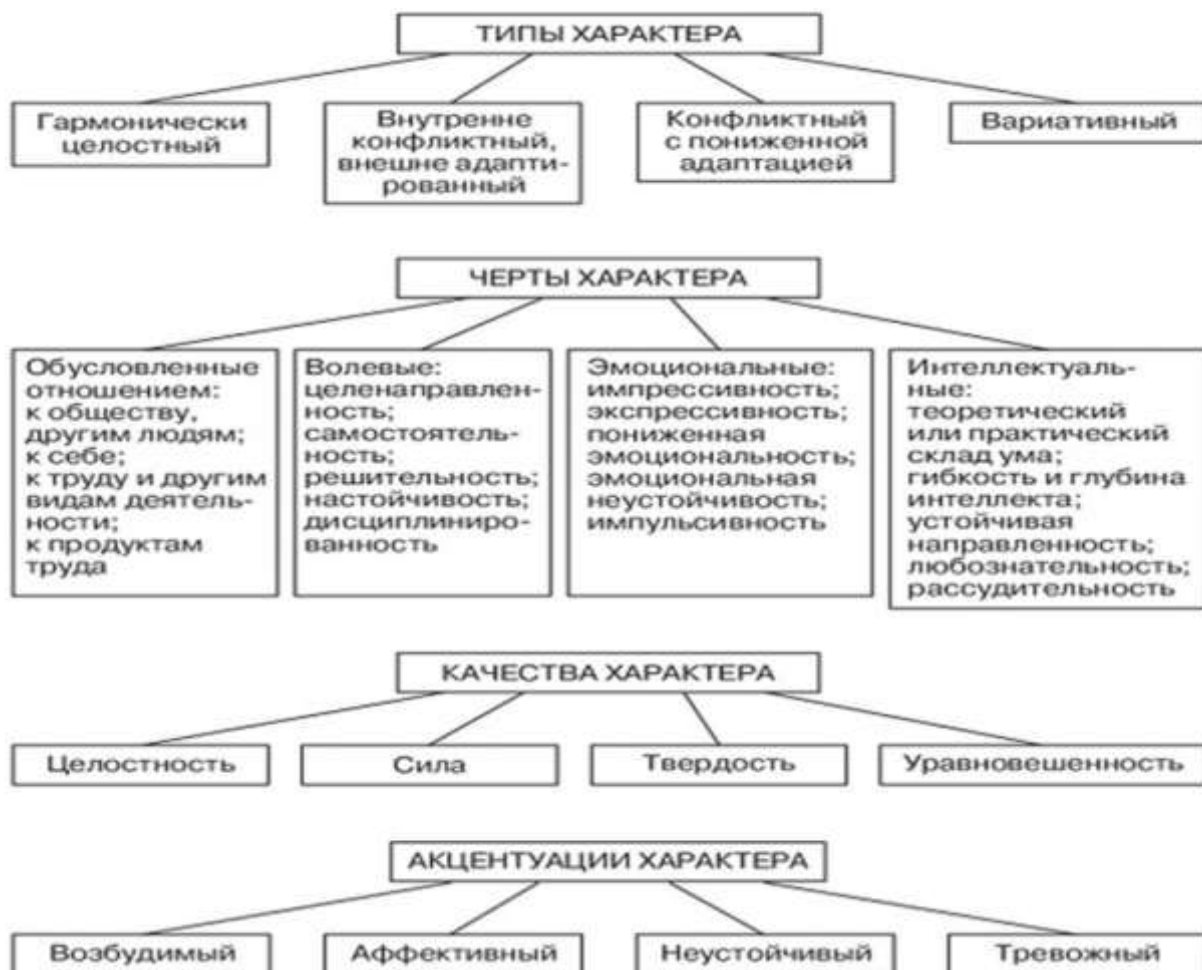 ТИПЫ ХАРАКТЕРА
Гармонически
целостный
Внутренне
конфликтный,
внешне адапти-
рованный
Конфликтный
с пониженной
адаптацией
Вариативный
ЧЕРТЫ ХАРАКТЕРА
Обусловленные
отношением:
к обществу,
другим людям;
к себе;
к труду и другим
видам деятель-
ности;
к продуктам
труда
Волевые:
целенаправлен-
ность;
самостоятель-
ность;
решительность;
настойчивость;
дисциплиниро-
ванность
Эмоциональные:
импрессивность;
экспрессивность;
пониженная
эмоциональность;
эмоциональная
неустойчивость;
импульсивность
Интеллектуаль-
ные:
теоретический
или практический
склад ума;
гибкость и глубина
интеллекта;
устойчивая
направленность;
любознательность;
рассудительность
КАЧЕСТВА ХАРАКТЕРА
Целостность
Сила
Твердость
Уравновешенность
АКЦЕНТУАЦИИ ХАРАКТЕРА
Возбудимый
Аффективный
Неустойчивый
Тревожный